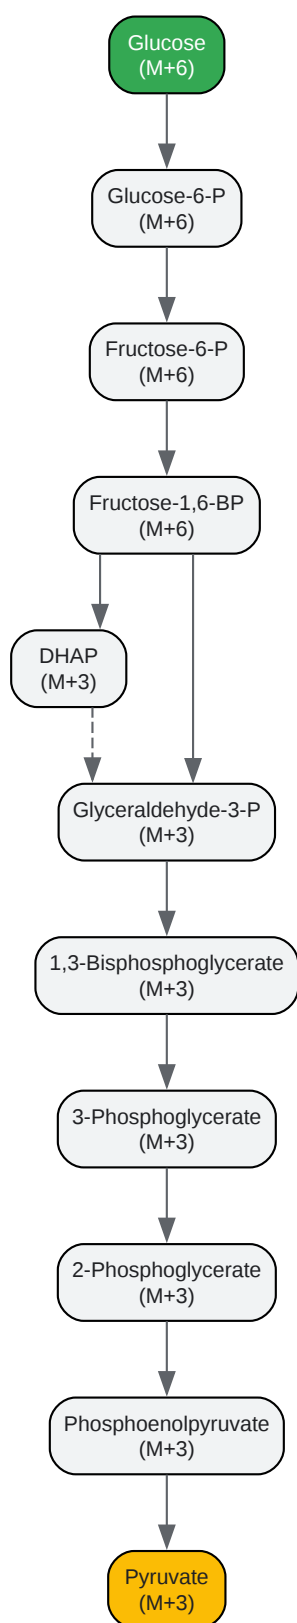 Glucose
(M+6)
Glucose-6-P
(M+6)
Fructose-6-P
(M+6)
Fructose-1,6-BP
(M+6)
DHAP
(M+3)
Glyceraldehyde-3-P
(M+3)
1,3-Bisphosphoglycerate
(M+3)
3-Phosphoglycerate
(M+3)
2-Phosphoglycerate
(M+3)
Phosphoenolpyruvate
(M+3)
Pyruvate
(M+3)